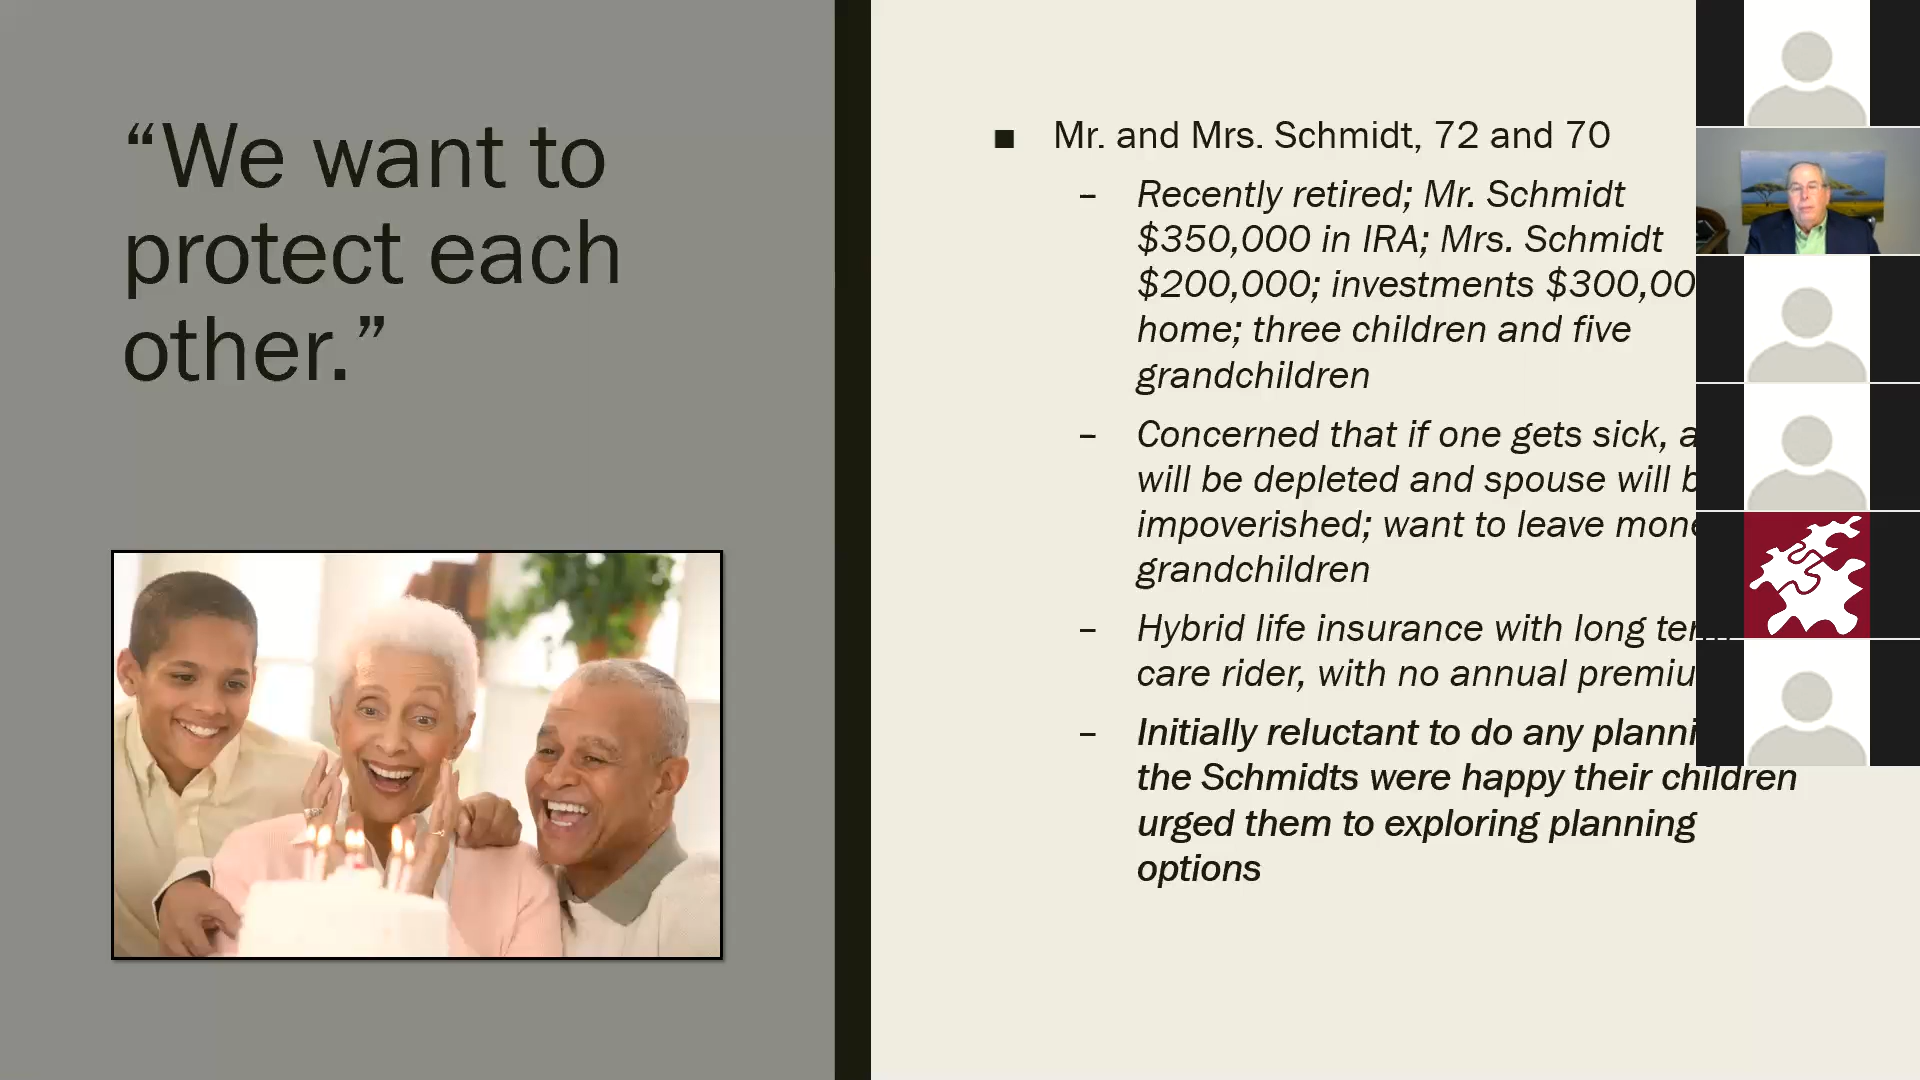 “We want to
protect each
other.”
■ Mr. and Mrs. Schmidt, 72 and 70
– Recently retired; Mr. Schmidt
$350,000 in IRA; Mrs. Schmidt
$200,000; investments $300,00
home; three children and five
grandchildren
– Concerned that if one gets sick,
will be depleted and spouse will
impoverished; want to leave
grandchildren
– Hybrid life insurance with long term
care rider, with no annual
– Initially reluctant to do any
the Schmidts were happy their children
urged them to exploring planning
options